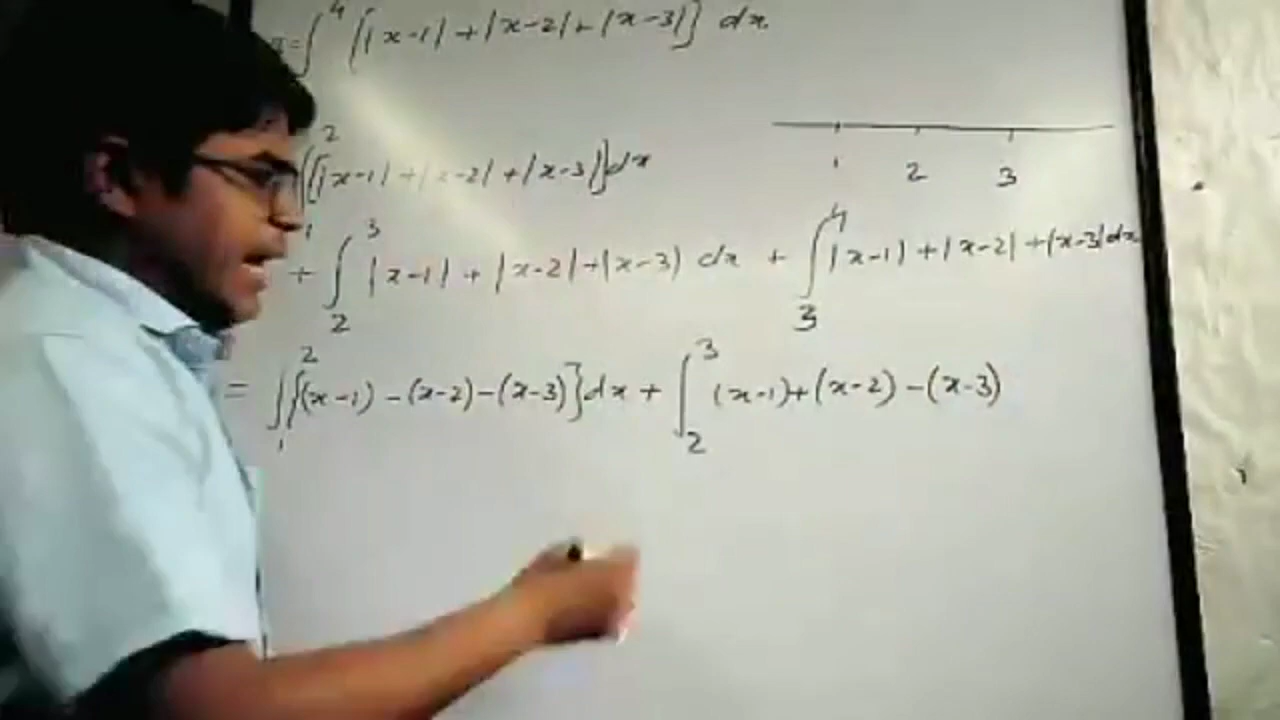 ∫ 4 [|x-1| + |x-2| + |x-3|] dx
2 [|x-1| + |x-2| + |x-3|] dx
1 2 3
+ ∫_2^3 |x-1| + |x-2| + |x-3| dx + ∫_3^4 |x-1| + |x-2| + |x-3| dx
= ∫_1^2 {(x-1) - (x-2) - (x-3)} dx + ∫_2^3 (x-1) + (x-2) - (x-3)